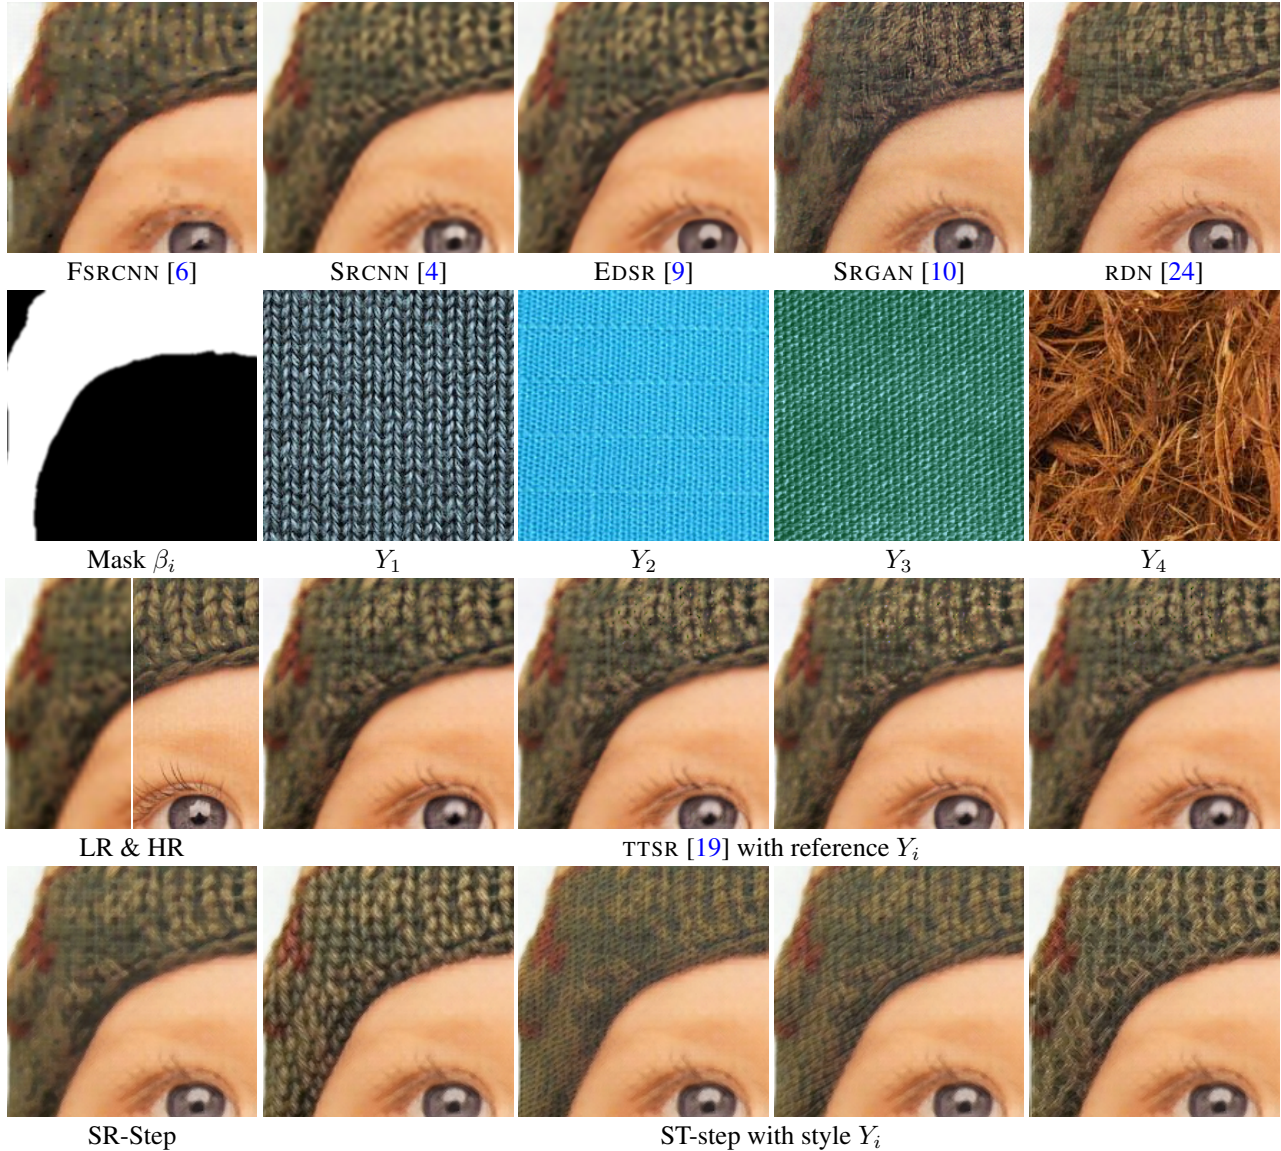 FSRCNN [6] SRCNN [4] EDSR [9] SRGAN [10] RDN [24]
Mask βi Y1 Y2 Y3 Y4
LR & HR TTSR [19] with reference Yi
SR-Step ST-step with style Yi